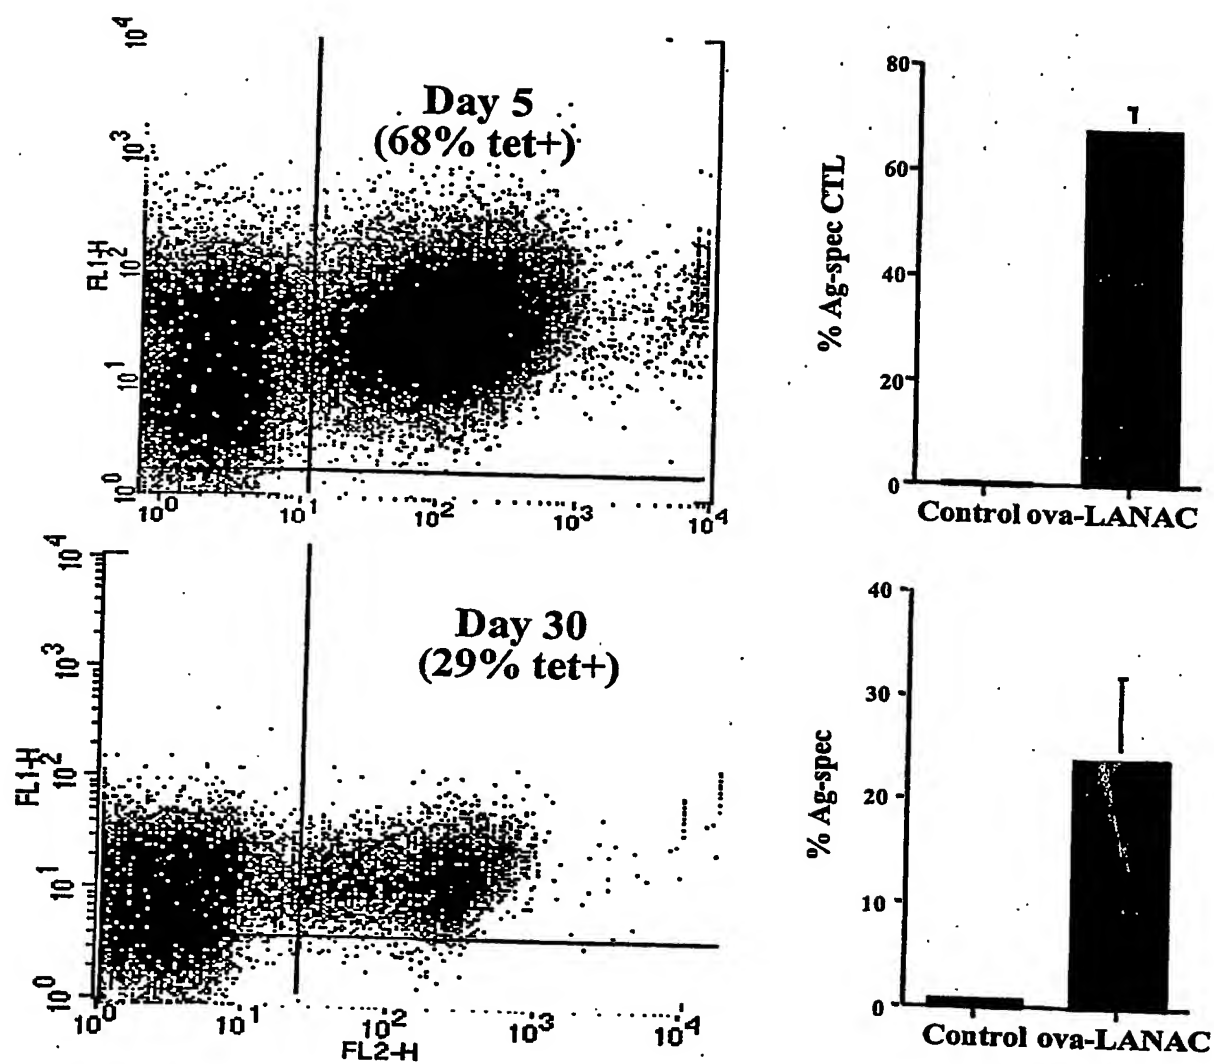 10^4
10^3
10^2
10^1
10^0
FL1-H
Day 5
(68% tet+)
10^0 10^1 10^2 10^3 10^4
80
60
40
20
0
% Ag-spec CTL
Control ova-LANAC
10^4
10^3
10^2
10^1
10^0
FL1-H
Day 30
(29% tet+)
10^0 10^1 10^2 10^3 10^4
FL2-H
40
30
20
10
0
% Ag-spec
Control ova-LANAC